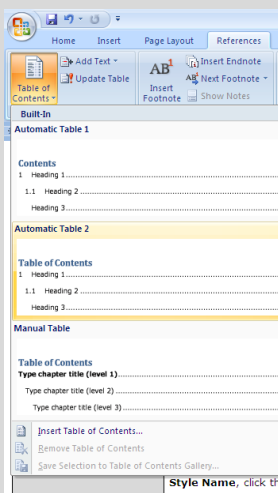 Home Insert Page Layout References
Table of Contents
Add Text
Update Table
AB1
Insert Footnote
Insert Endnote
Next Footnote
Show Notes
Built-In
Automatic Table 1
Contents
1 Heading 1
1.1 Heading 2
Heading 3
Automatic Table 2
Table of Contents
1 Heading 1
1.1 Heading 2
Heading 3
Manual Table
Table of Contents
Type chapter title (level 1)
Type chapter title (level 2)
Type chapter title (level 3)
Insert Table of Contents...
Remove Table of Contents
Save Selection to Table of Contents Gallery...
Style Name, click th